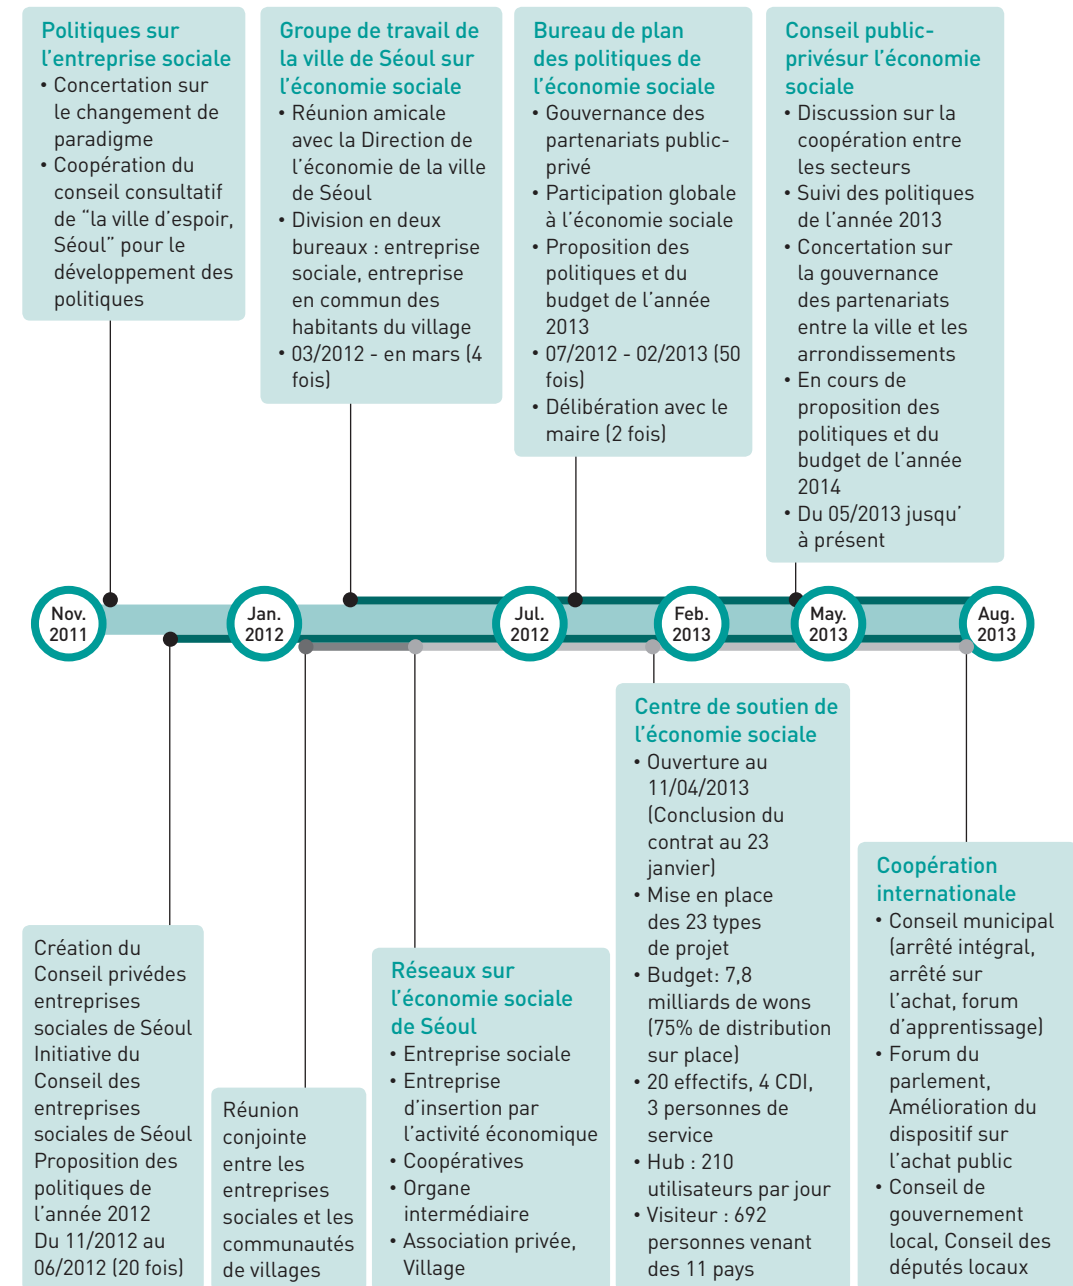 Politiques sur
l’entreprise sociale
• Concertation sur
le changement de
paradigme
• Coopération du
conseil consultatif
de “la ville d’espoir,
Séoul” pour le
développement des
politiques
Groupe de travail de
la ville de Séoul sur
l’économie sociale
• Réunion amicale
avec la Direction de
l’économie de la ville
de Séoul
• Division en deux
bureaux : entreprise
sociale, entreprise
en commun des
habitants du village
• 03/2012 - en mars (4
fois)
Bureau de plan
des politiques de
l’économie sociale
• Gouvernance des
partenariats public-
privé
• Participation globale
à l’économie sociale
• Proposition des
politiques et du
budget de l’année
2013
• 07/2012 - 02/2013 (50
fois)
• Délibération avec le
maire (2 fois)
Conseil public-
privésur l’économie
sociale
• Discussion sur la
coopération entre
les secteurs
• Suivi des politiques
de l’année 2013
• Concertation sur
la gouvernance
des partenariats
entre la ville et les
arrondissements
• En cours de
proposition des
politiques et du
budget de l’année
2014
• Du 05/2013 jusqu’
à présent
Nov.
2011
Jan.
2012
Jul.
2012
Feb.
2013
May.
2013
Aug.
2013
Création du
Conseil privédes
entreprises
sociales de Séoul
Initiative du
Conseil des
entreprises
sociales de Séoul
Proposition des
politiques de
l’année 2012
Du 11/2012 au
06/2012 (20 fois)
Réunion
conjointe
entre les
entreprises
sociales et les
communautés
de villages
Réseaux sur
l’économie sociale
de Séoul
• Entreprise sociale
• Entreprise
d’insertion par
l’activité économique
• Coopératives
• Organe
intermédiaire
• Association privée,
Village
Centre de soutien de
l’économie sociale
• Ouverture au
11/04/2013
(Conclusion du
contrat au 23
janvier)
• Mise en place
des 23 types
de projet
• Budget: 7,8
milliards de wons
(75% de distribution
sur place)
• 20 effectifs, 4 CDI,
3 personnes de
service
• Hub : 210
utilisateurs par jour
• Visiteur : 692
personnes venant
des 11 pays
Coopération
internationale
• Conseil municipal
(arrêté intégral,
arrêté sur
l’achat, forum
d’apprentissage)
• Forum du
parlement,
Amélioration du
dispositif sur
l’achat public
• Conseil de
gouvernement
local, Conseil des
députés locaux